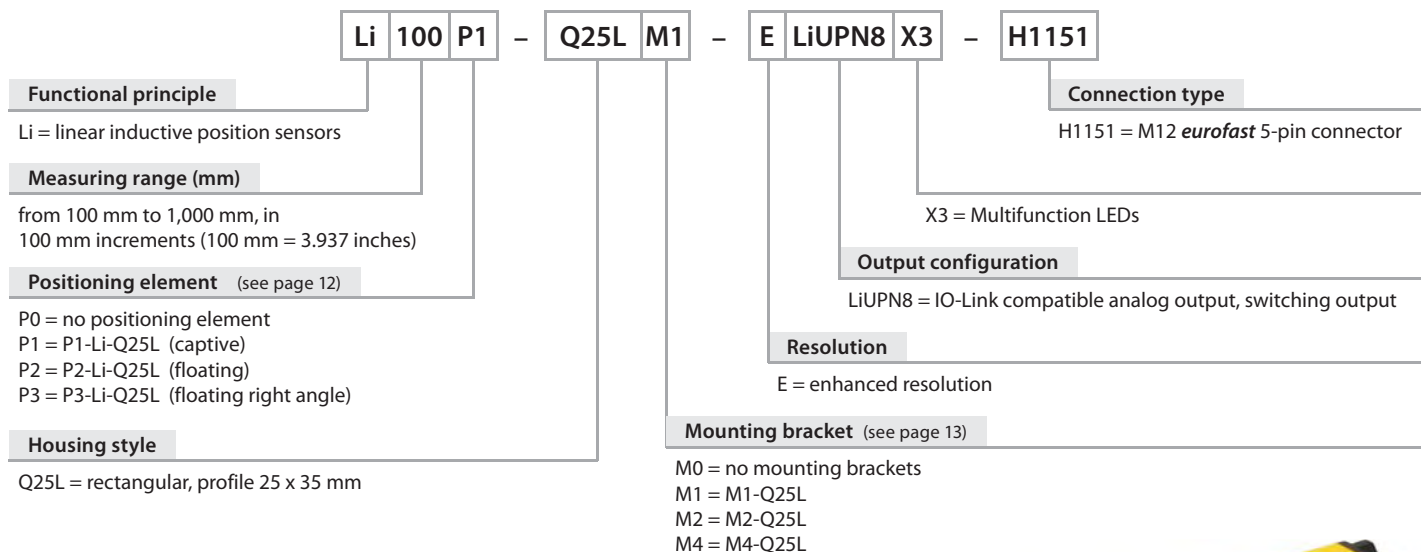 Li 100 P1 – Q25L M1 – E LiUPN8 X3 – H1151
Functional principle
Li = linear inductive position sensors
Measuring range (mm)
from 100 mm to 1,000 mm, in
100 mm increments (100 mm = 3.937 inches)
Positioning element (see page 12)
P0 = no positioning element
P1 = P1-Li-Q25L (captive)
P2 = P2-Li-Q25L (floating)
P3 = P3-Li-Q25L (floating right angle)
Housing style
Q25L = rectangular, profile 25 x 35 mm
Connection type
H1151 = M12 eurofast 5-pin connector
X3 = Multifunction LEDs
Output configuration
LiUPN8 = IO-Link compatible analog output, switching output
Resolution
E = enhanced resolution
Mounting bracket (see page 13)
M0 = no mounting brackets
M1 = M1-Q25L
M2 = M2-Q25L
M4 = M4-Q25L